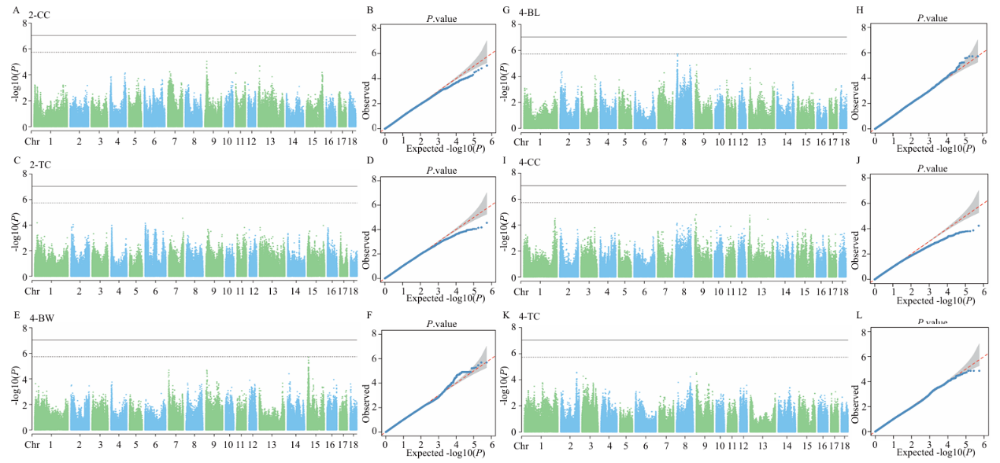 A 2-CC
8
6
4
2
0
-log10(P)
Chr 1 2 3 4 5 6 7 8 9 10 11 12 13 14 15 16 17 18
B
P.value
8
6
4
2
0
Observed
0 1 2 3 4 5 6
Expected -log10(P)
G 4-BL
8
6
4
2
0
-log10(P)
Chr 1 2 3 4 5 6 7 8 9 10 11 12 13 14 15 16 17 18
H
P.value
8
6
4
2
0
Observed
0 1 2 3 4 5 6
Expected -log10(P)
C 2-TC
8
6
4
2
0
-log10(P)
Chr 1 2 3 4 5 6 7 8 9 10 11 12 13 14 15 16 17 18
D
P.value
8
6
4
2
0
Observed
0 1 2 3 4 5 6
Expected -log10(P)
I 4-CC
8
6
4
2
0
-log10(P)
Chr 1 2 3 4 5 6 7 8 9 10 11 12 13 14 15 16 17 18
J
P.value
8
6
4
2
0
Observed
0 1 2 3 4 5 6
Expected -log10(P)
E 4-BW
8
6
4
2
0
-log10(P)
Chr 1 2 3 4 5 6 7 8 9 10 11 12 13 14 15 16 17 18
F
P.value
8
6
4
2
0
Observed
0 1 2 3 4 5 6
Expected -log10(P)
K 4-TC
8
6
4
2
0
-log10(P)
Chr 1 2 3 4 5 6 7 8 9 10 11 12 13 14 15 16 17 18
L
P.value
8
6
4
2
0
Observed
0 1 2 3 4 5 6
Expected -log10(P)